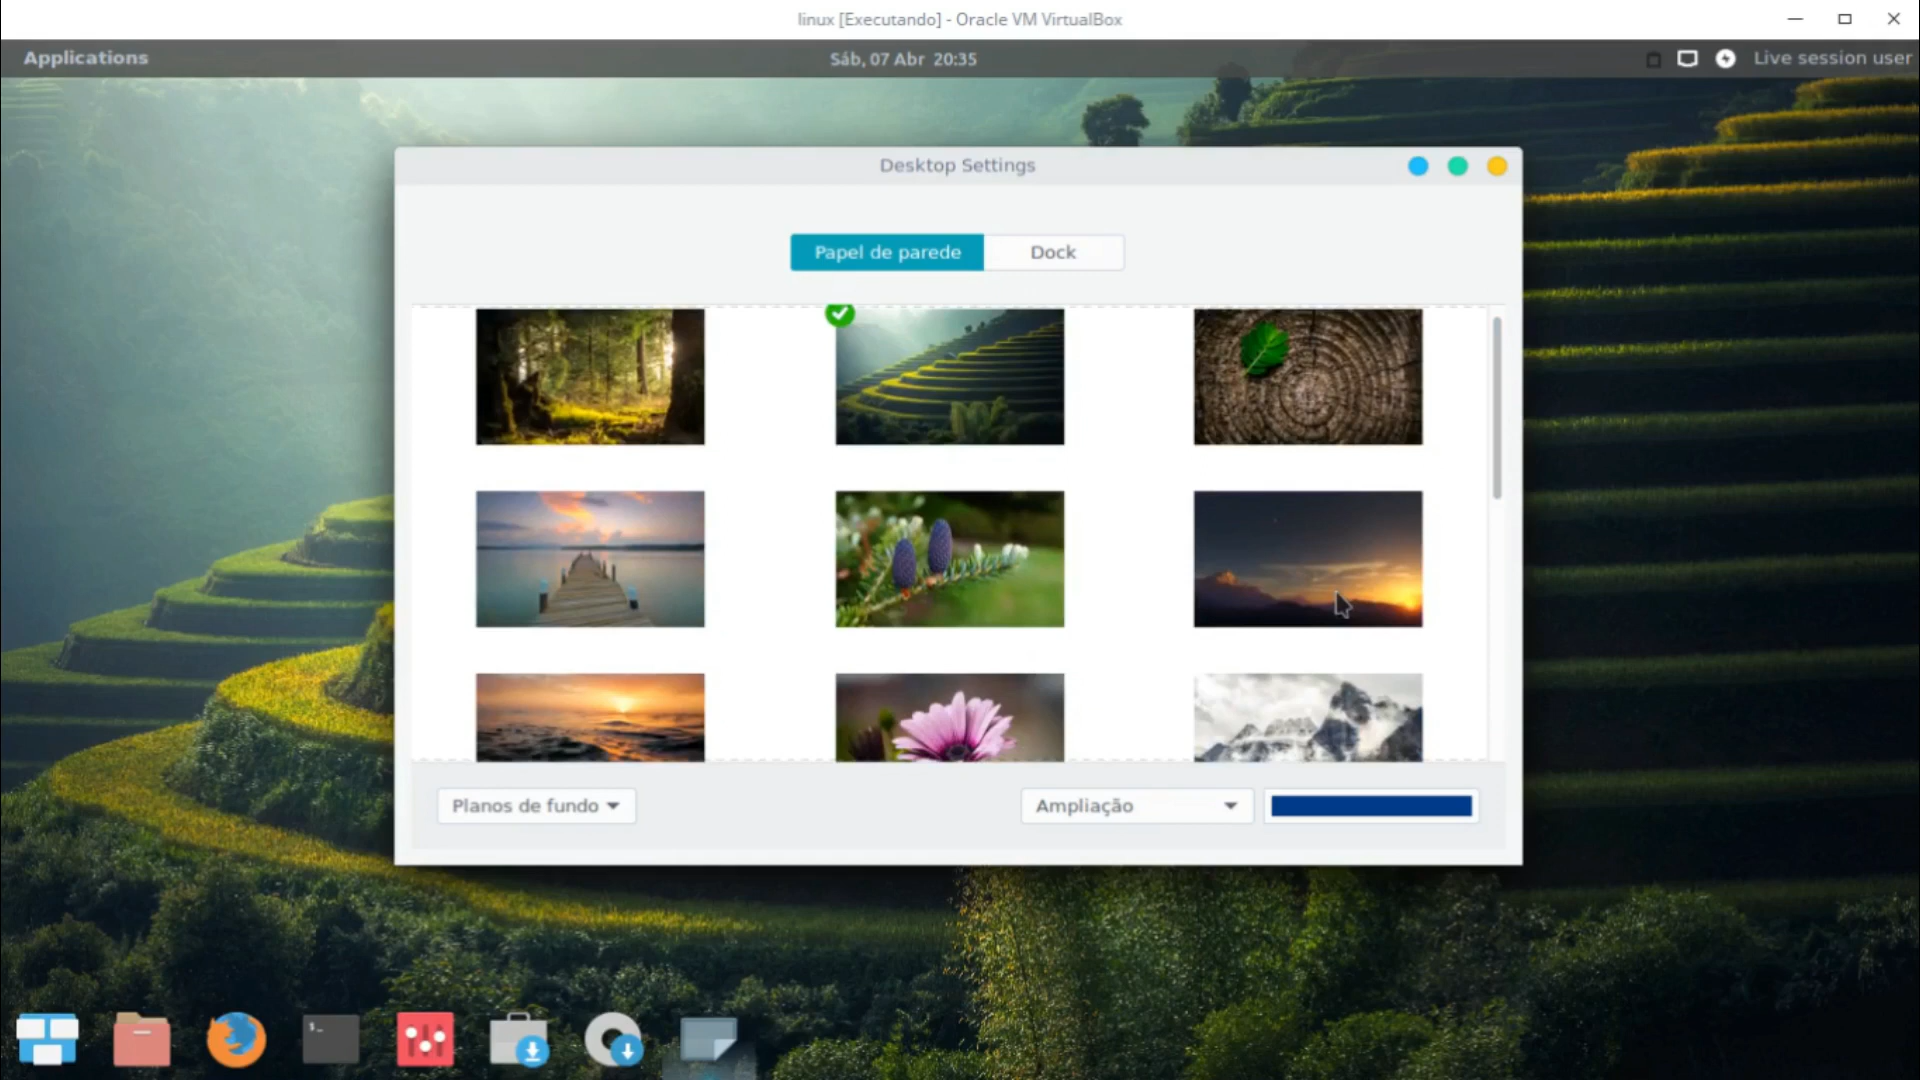 linux [Executando] - Oracle VM VirtualBox
Applications
Sáb, 07 Abr 20:35
Live session user
Desktop Settings
Papel de parede
Dock
Planos de fundo
Ampliação